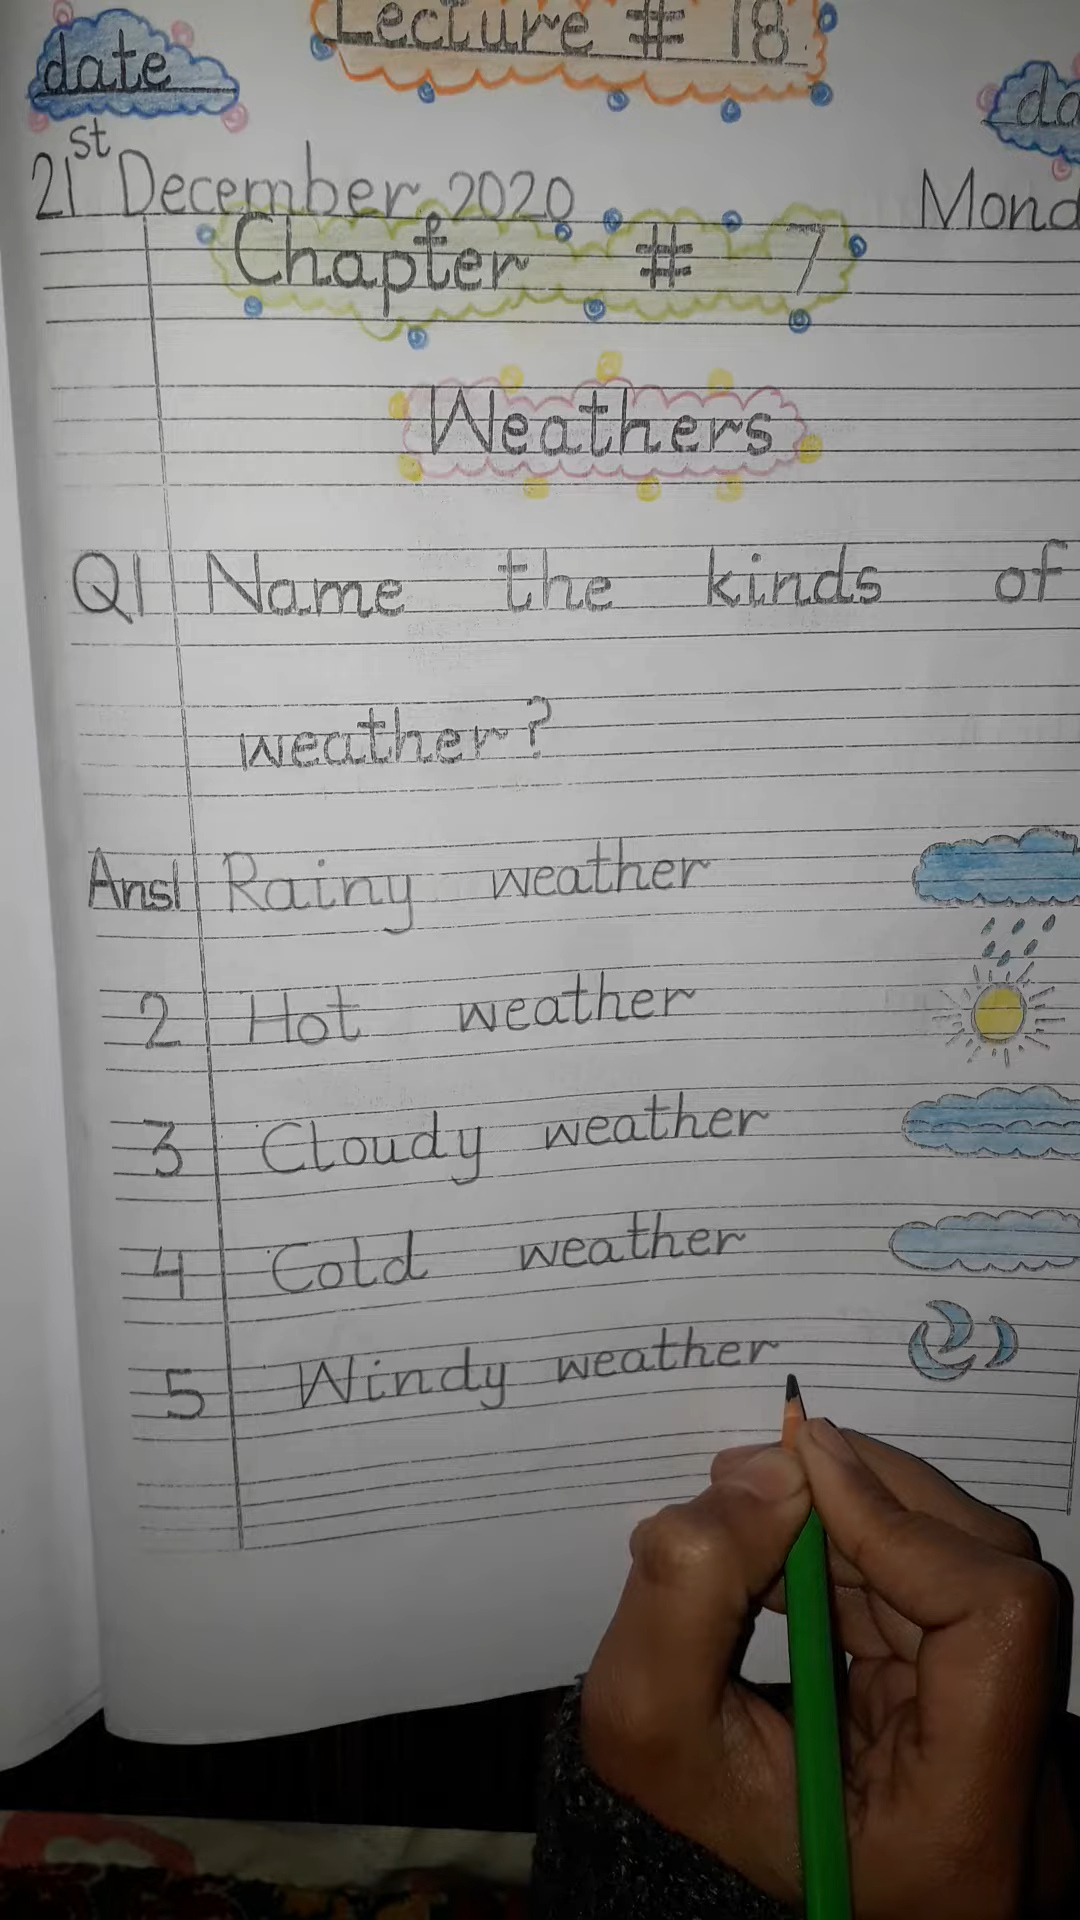 Lecture # 18
date
21st December, 2020
Chapter # 7
Weathers
Q1 Name the kinds of
weather?
Ans1 Rainy weather
2 Hot weather
3 Cloudy weather
4 Cold weather
5 Windy weather